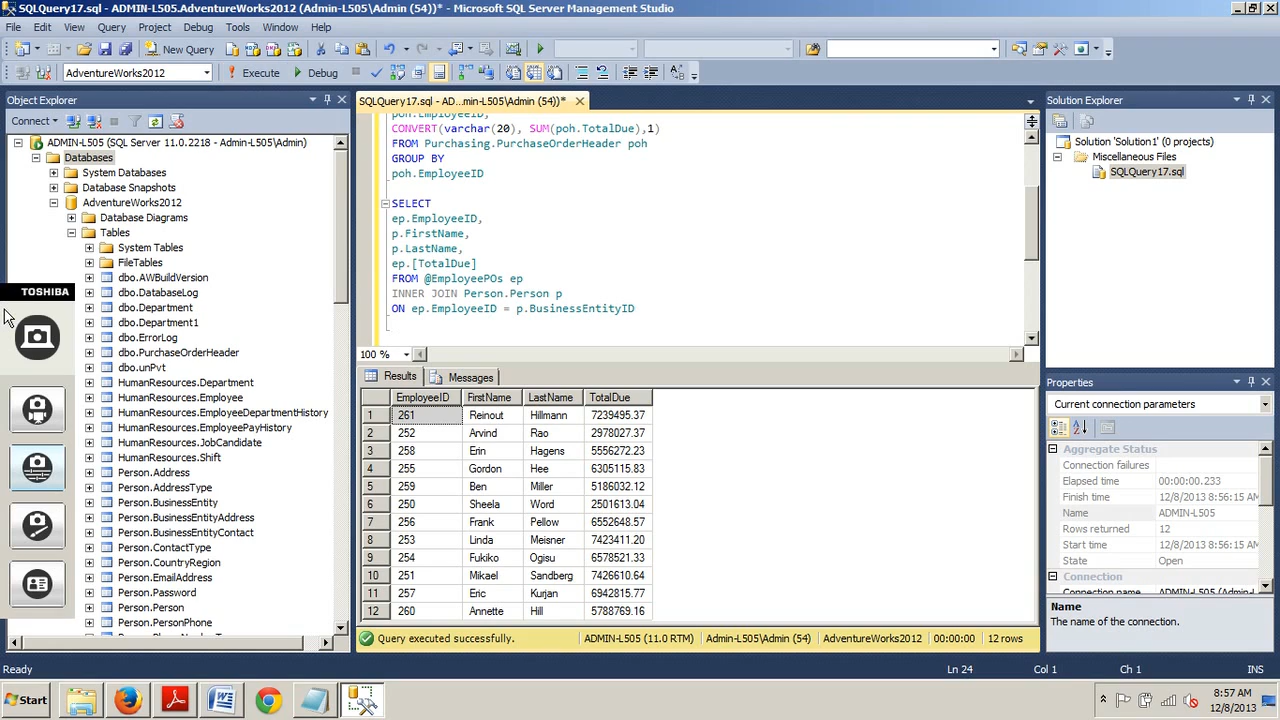 SQLQuery17.sql - ADMIN-L505.AdventureWorks2012 (Admin-L505\Admin (54))* - Microsoft SQL Server Management Studio
File Edit View Query Project Debug Tools Window Help
New Query
AdventureWorks2012 Execute Debug
Object Explorer
Connect
ADMIN-L505 (SQL Server 11.0.2218 - Admin-L505\Admin)
Databases
System Databases
Database Snapshots
AdventureWorks2012
Database Diagrams
Tables
System Tables
FileTables
dbo.AWBuildVersion
dbo.DatabaseLog
dbo.Department
dbo.Department1
dbo.ErrorLog
dbo.PurchaseOrderHeader
dbo.unPvt
HumanResources.Department
HumanResources.Employee
HumanResources.EmployeeDepartmentHistory
HumanResources.EmployeePayHistory
HumanResources.JobCandidate
HumanResources.Shift
Person.Address
Person.AddressType
Person.BusinessEntity
Person.BusinessEntityAddress
Person.BusinessEntityContact
Person.ContactType
Person.CountryRegion
Person.EmailAddress
Person.Password
Person.Person
Person.PersonPhone
TOSHIBA
SQLQuery17.sql - AD...min-L505\Admin (54))*
poh.EmployeeID,
CONVERT(varchar(20), SUM(poh.TotalDue),1)
FROM Purchasing.PurchaseOrderHeader poh
GROUP BY
poh.EmployeeID
SELECT
ep.EmployeeID,
p.FirstName,
p.LastName,
ep.[TotalDue]
FROM @EmployeePOs ep
INNER JOIN Person.Person p
ON ep.EmployeeID = p.BusinessEntityID
100 %
Results Messages
EmployeeID FirstName LastName TotalDue
1 261 Reinout Hillmann 7239495.37
2 252 Arvind Rao 2978027.37
3 258 Erin Hagens 5556272.23
4 255 Gordon Hee 6305115.83
5 259 Ben Miller 5186032.12
6 250 Sheela Word 2501613.04
7 256 Frank Pellow 6552648.57
8 253 Linda Meisner 7423411.20
9 254 Fukiko Ogisu 6578521.33
10 251 Mikael Sandberg 7426610.64
11 257 Eric Kurjan 6942815.77
12 260 Annette Hill 5788769.16
Query executed successfully. ADMIN-L505 (11.0 RTM) Admin-L505\Admin (54) AdventureWorks2012 00:00:00 12 rows
Solution Explorer
Solution 'Solution1' (0 projects)
Miscellaneous Files
SQLQuery17.sql
Properties
Current connection parameters
Aggregate Status
Connection failures
Elapsed time 00:00:00.233
Finish time 12/8/2013 8:56:15 AM
Name ADMIN-L505
Rows returned 12
Start time 12/8/2013 8:56:15 AM
State Open
Connection
Name
The name of the connection.
Ready Ln 24 Col 1 Ch 1 INS
Start
8:57 AM
12/8/2013